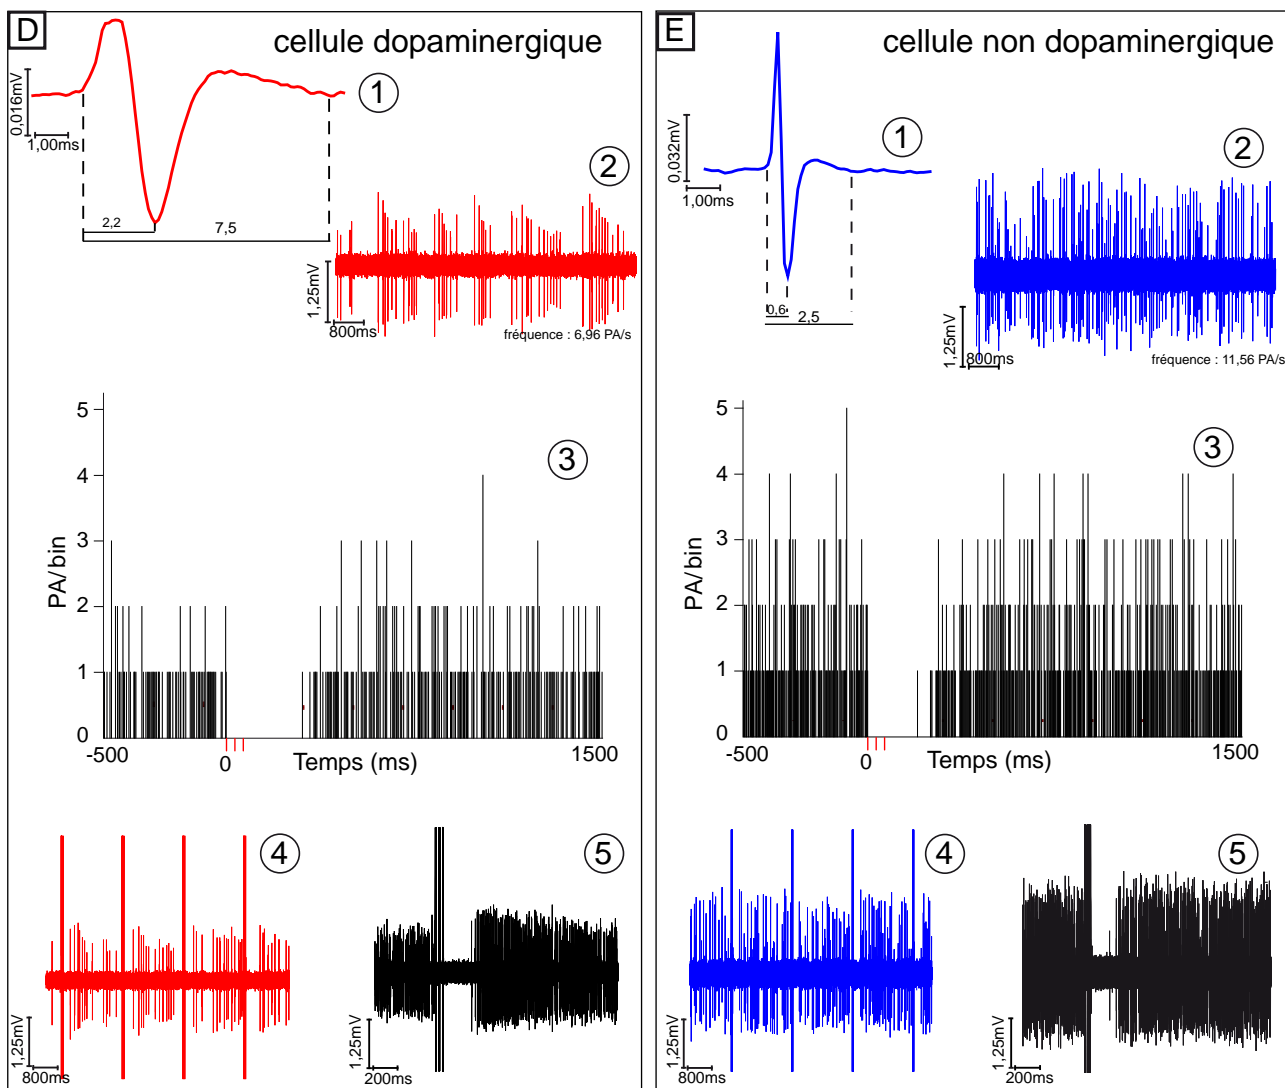 D
cellule dopaminergique
1
0,016mV
1,00ms
2
2,2
7,5
1,25mV
800ms
fréquence : 6,96 PA/s
5
4
3
2
1
0
PA/bin
3
-500
0
Temps (ms)
1500
4
1,25mV
800ms
5
1,25mV
200ms
E
cellule non dopaminergique
1
0,032mV
1,00ms
2
0,6
2,5
1,25mV
800ms
fréquence : 11,56 PA/s
5
4
3
2
1
0
PA/bin
3
-500
0
Temps (ms)
1500
4
1,25mV
800ms
5
1,25mV
200ms